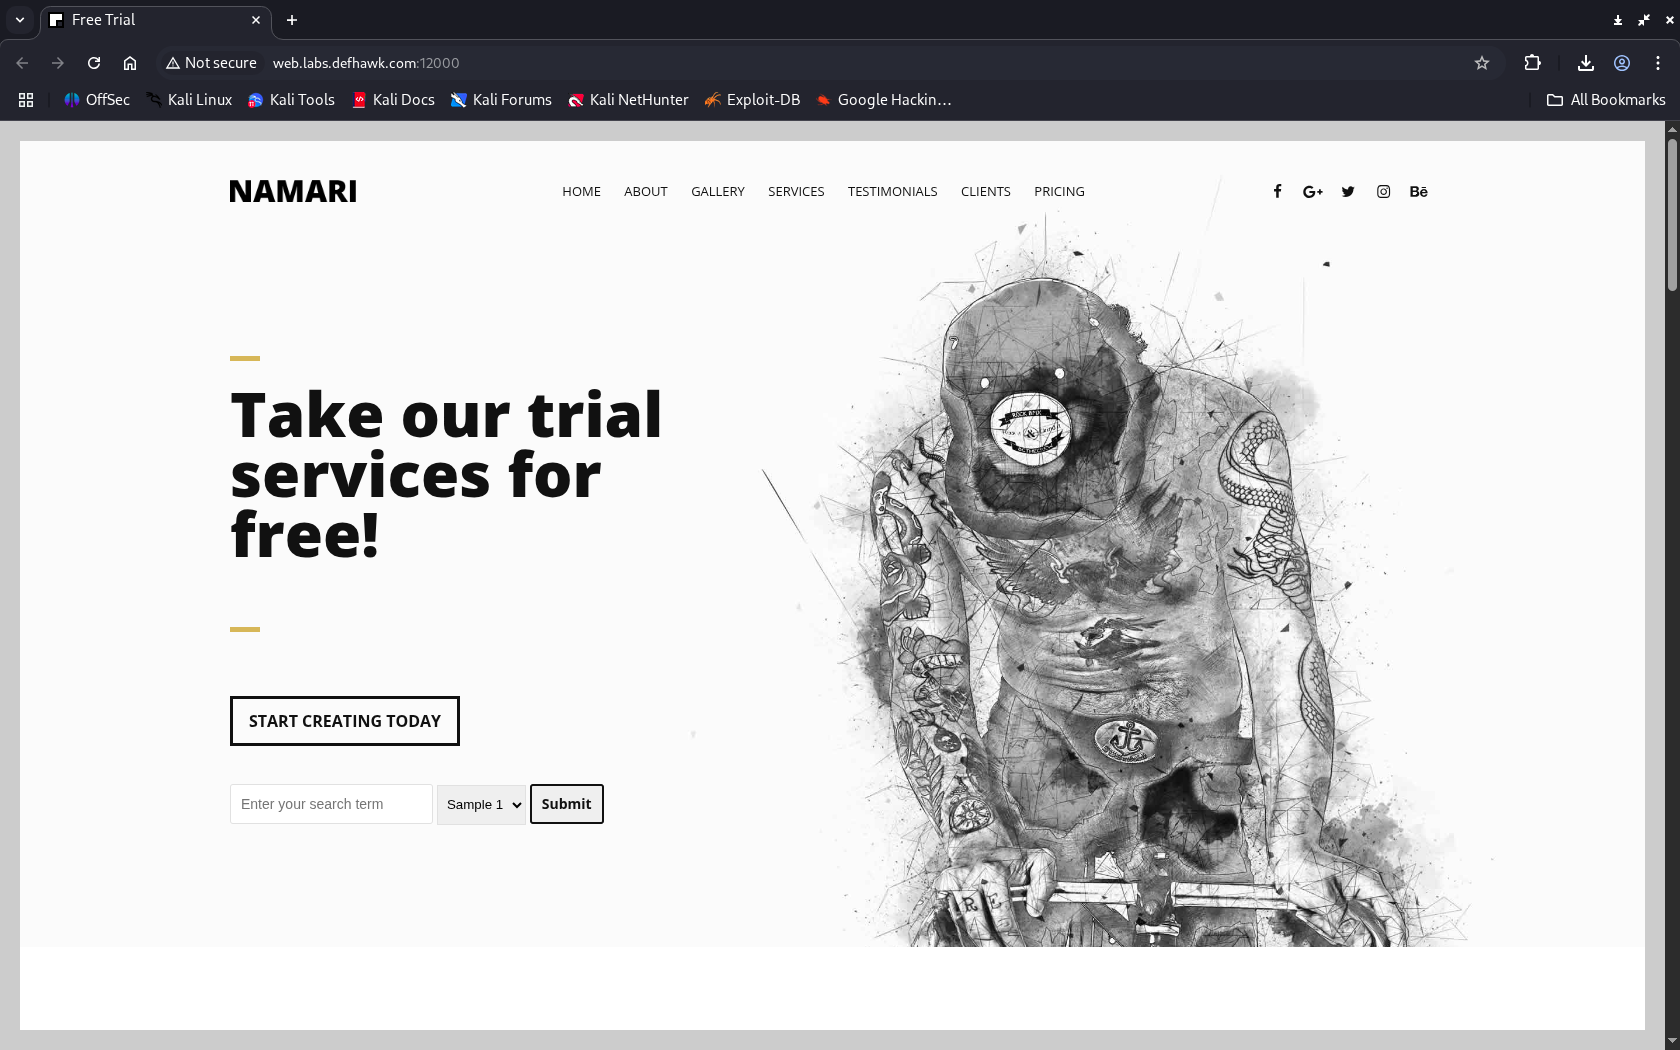 Free Trial
Not secure
web.labs.defhawk.com:12000
OffSec
Kali Linux
Kali Tools
Kali Docs
Kali Forums
Kali NetHunter
Exploit-DB
Google Hackin...
All Bookmarks
NAMARI
HOME
ABOUT
GALLERY
SERVICES
TESTIMONIALS
CLIENTS
PRICING
G+
Bē
Take our trial
services for
free!
START CREATING TODAY
Enter your search term
Sample 1
Submit
RE